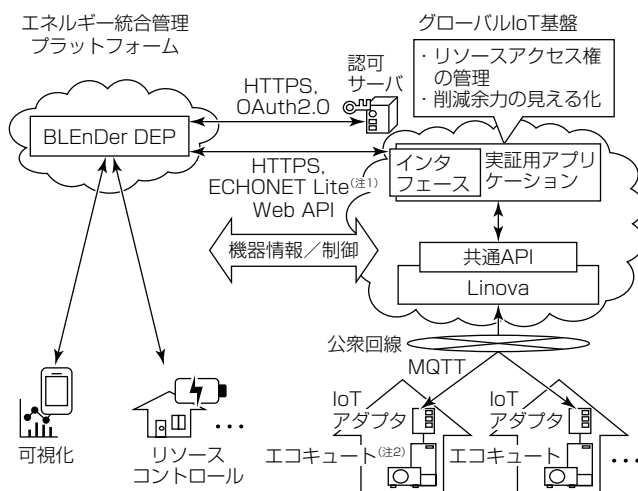 エネルギー統合管理
プラットフォーム
グローバルIoT基盤
・リソースアクセス権
の管理
・削減余力の見える化
認可
サーバ
HTTPS,
OAuth2.0
BLEnDer DEP
HTTPS,
ECHONET Lite(注1)
Web API
インタ
フェース
実証用アプリ
ケーション
機器情報／制御
共通API
Linova
公衆回線
MQTT
IoT
アダプタ
IoT
アダプタ
エコキュート(注2)
エコキュート
…
可視化
リソース
コントロール
…